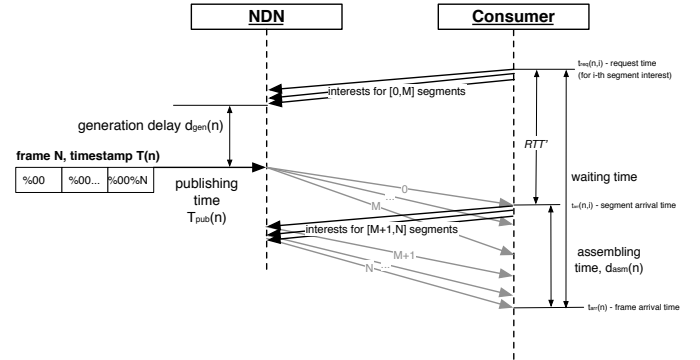 NDN
Consumer
treq(n,i) - request time
(for i-th segment interest)
interests for [0,M] segments
generation delay dgen(n)
RTT'
frame N, timestamp T(n)
%00
%00...
%00%N
publishing
time
Tpub(n)
0
...
M
waiting time
tarr(n,i) - segment arrival time
interests for [M+1,N] segments
M+1
N
...
assembling
time, dasm(n)
tarr(n) - frame arrival time